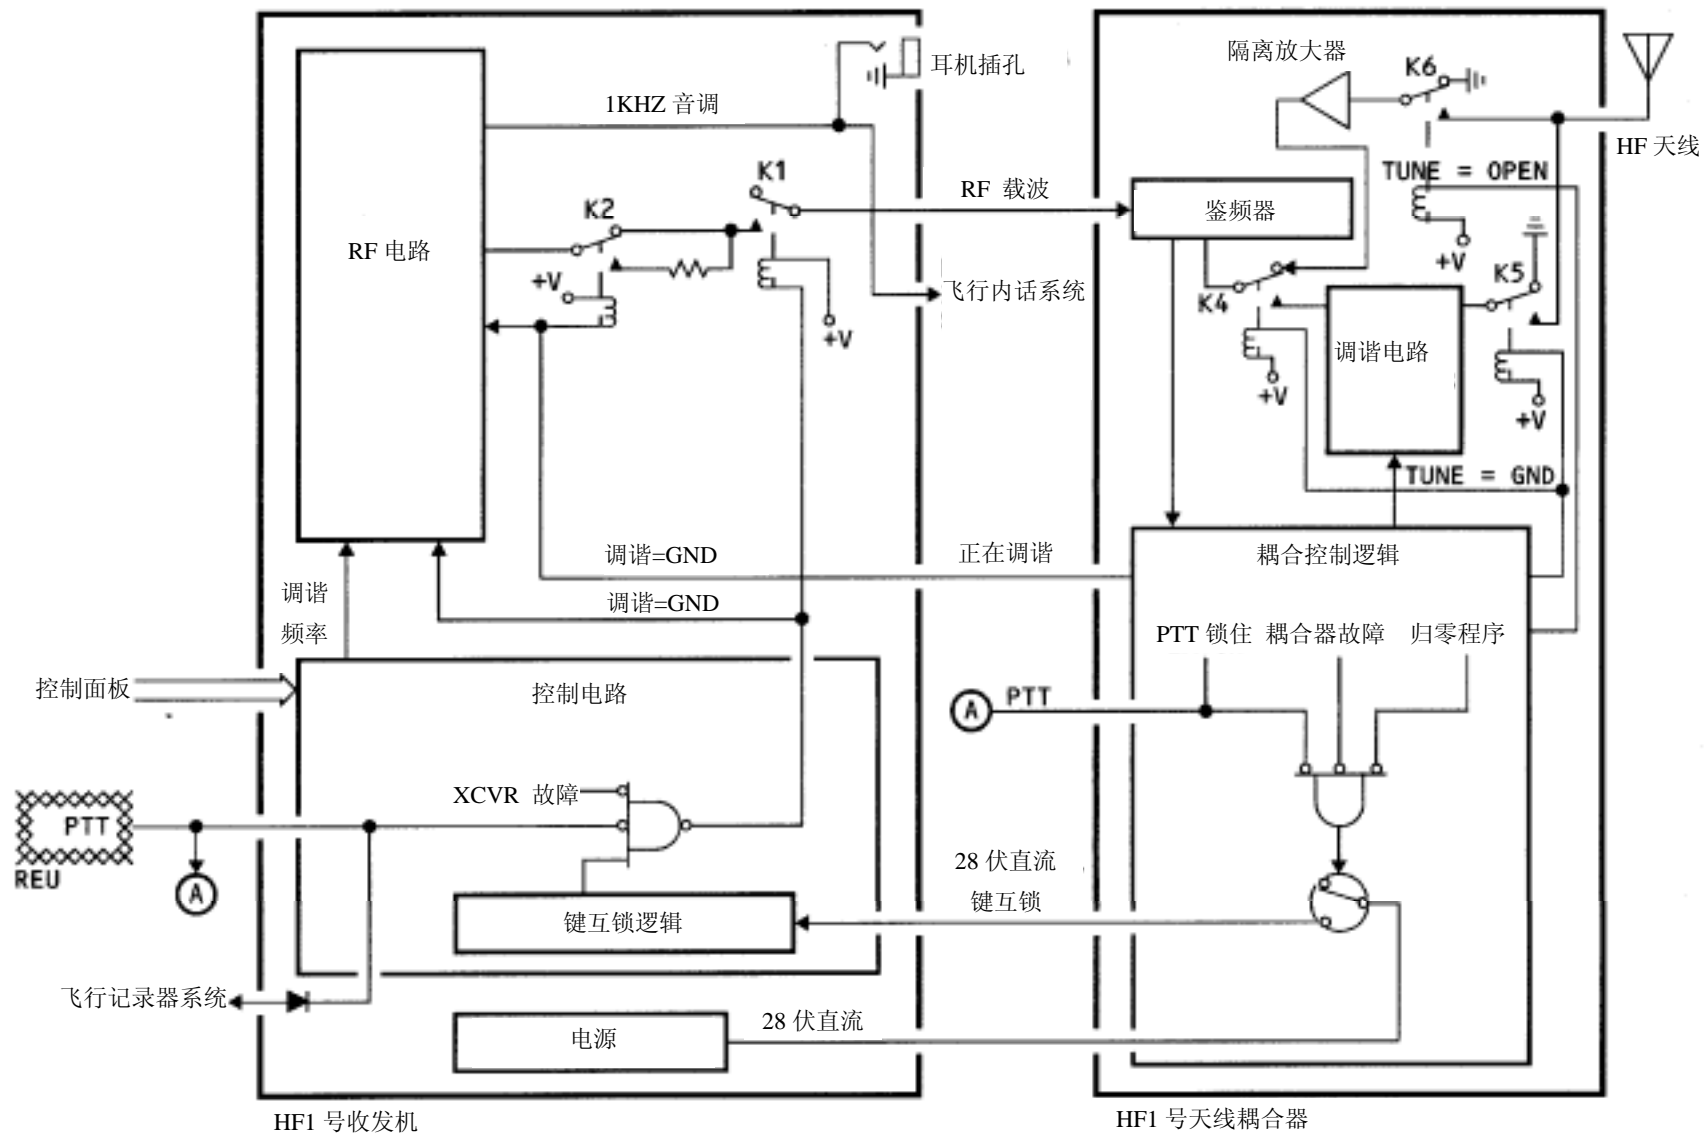 隔离放大器
K6
耳机插孔
1KHZ 音调
HF 天线
K1
TUNE = OPEN
RF 载波
K2
鉴频器
RF 电路
+V
K5
+V
K4
飞行内话系统
+V
调谐电路
+V
+V
TUNE = GND
调谐=GND
正在调谐
耦合控制逻辑
调谐
频率
调谐=GND
PTT 锁住
耦合器故障
归零程序
控制面板
控制电路
A
PTT
XCVR 故障
PTT
REU
A
28 伏直流
键互锁
键互锁逻辑
飞行记录器系统
28 伏直流
电源
HF1 号收发机
HF1 号天线耦合器